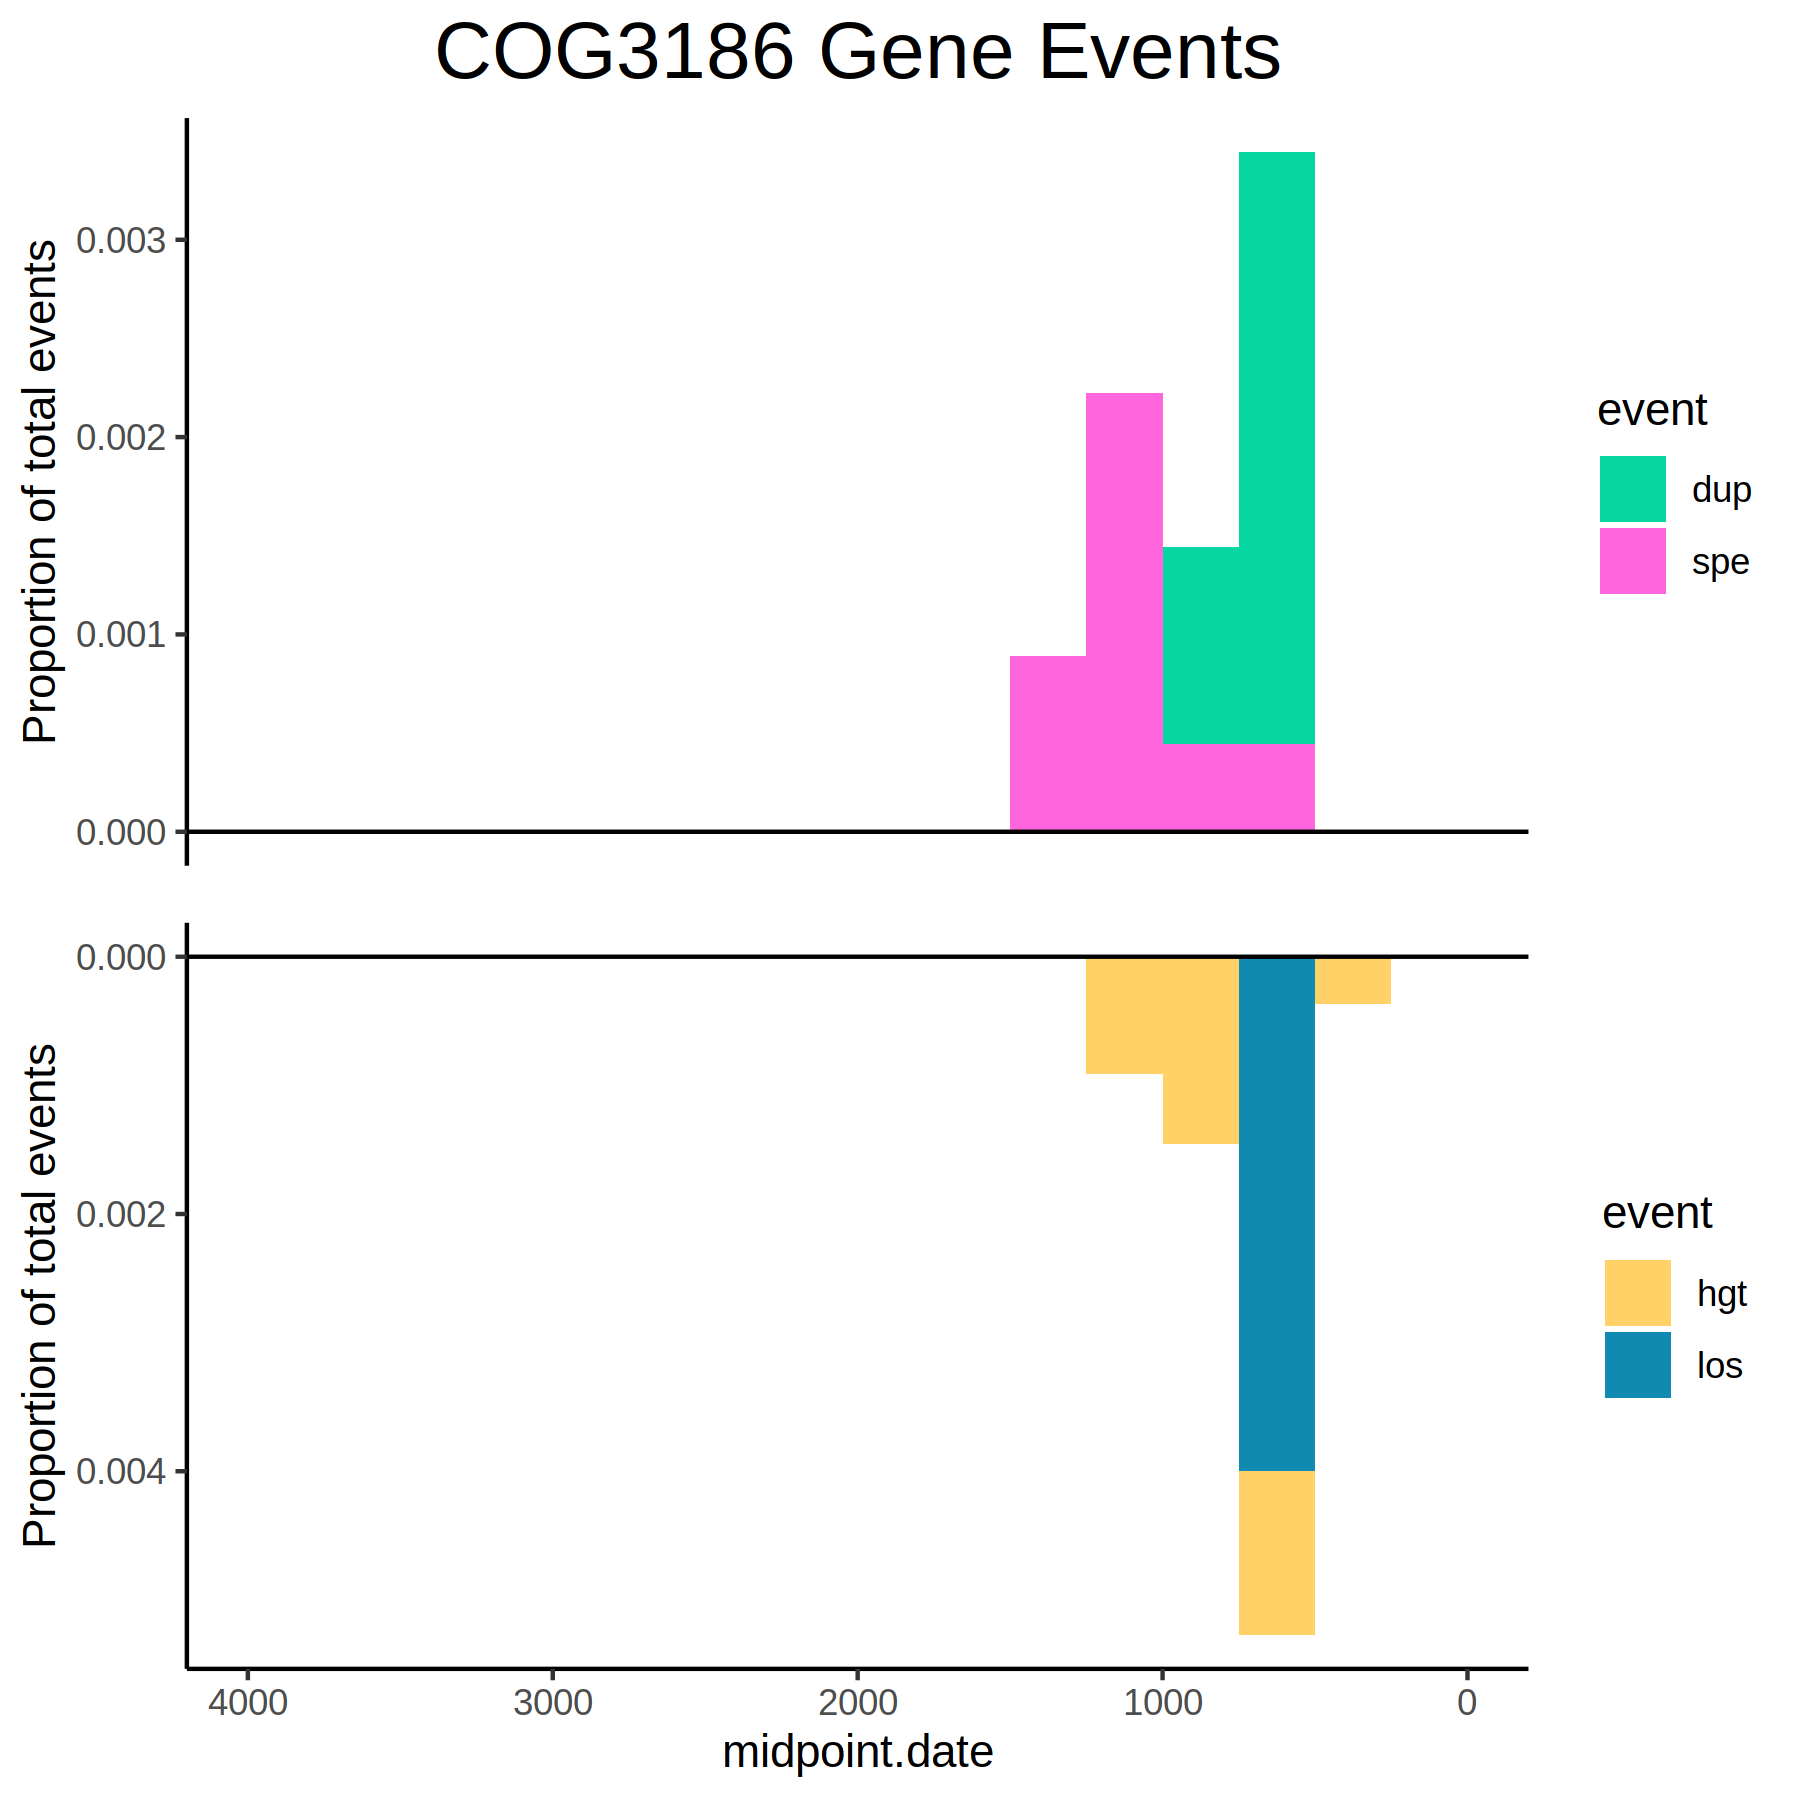 COG3186 Gene Events
Proportion of total events
0.003
0.002
0.001
0.000
event
dup
spe
Proportion of total events
0.000
0.002
0.004
event
hgt
los
4000
3000
2000
1000
0
midpoint.date